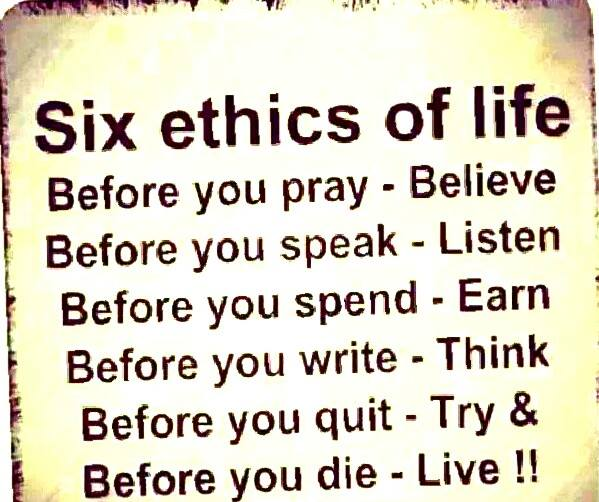 Six ethics of life
Before you pray - Believe
Before you speak - Listen
Before you spend - Earn
Before you write - Think
Before you quit - Try &
Before you die - Live !!